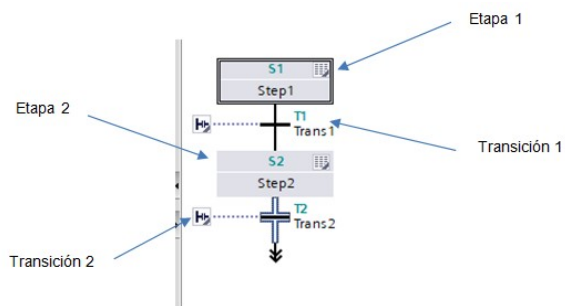 Etapa 1
S1
Step1
Etapa 2
T1
Trans1
Transición 1
S2
Step2
T2
Trans2
Transición 2